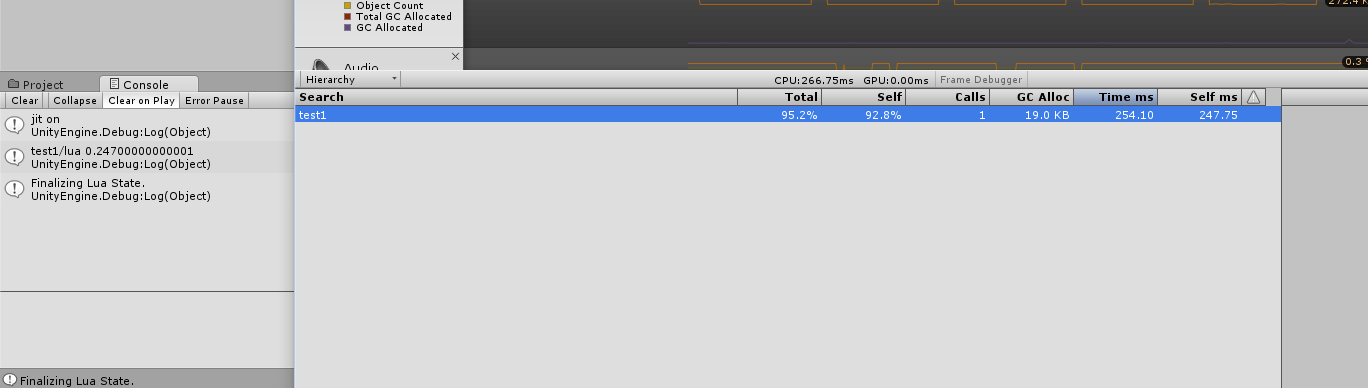 Object Count
Total GC Allocated
GC Allocated
272.4 K
Audio
0.3
Project
Console
Hierarchy
CPU:266.75ms GPU:0.00ms Frame Debugger
Clear Collapse Clear on Play Error Pause
Search Total Self Calls GC Alloc Time ms Self ms
test1 95.2% 92.8% 1 19.0 KB 254.10 247.75
jit on
UnityEngine.Debug:Log(Object)
test1/lua 0.24700000000001
UnityEngine.Debug:Log(Object)
Finalizing Lua State.
UnityEngine.Debug:Log(Object)
Finalizing Lua State.